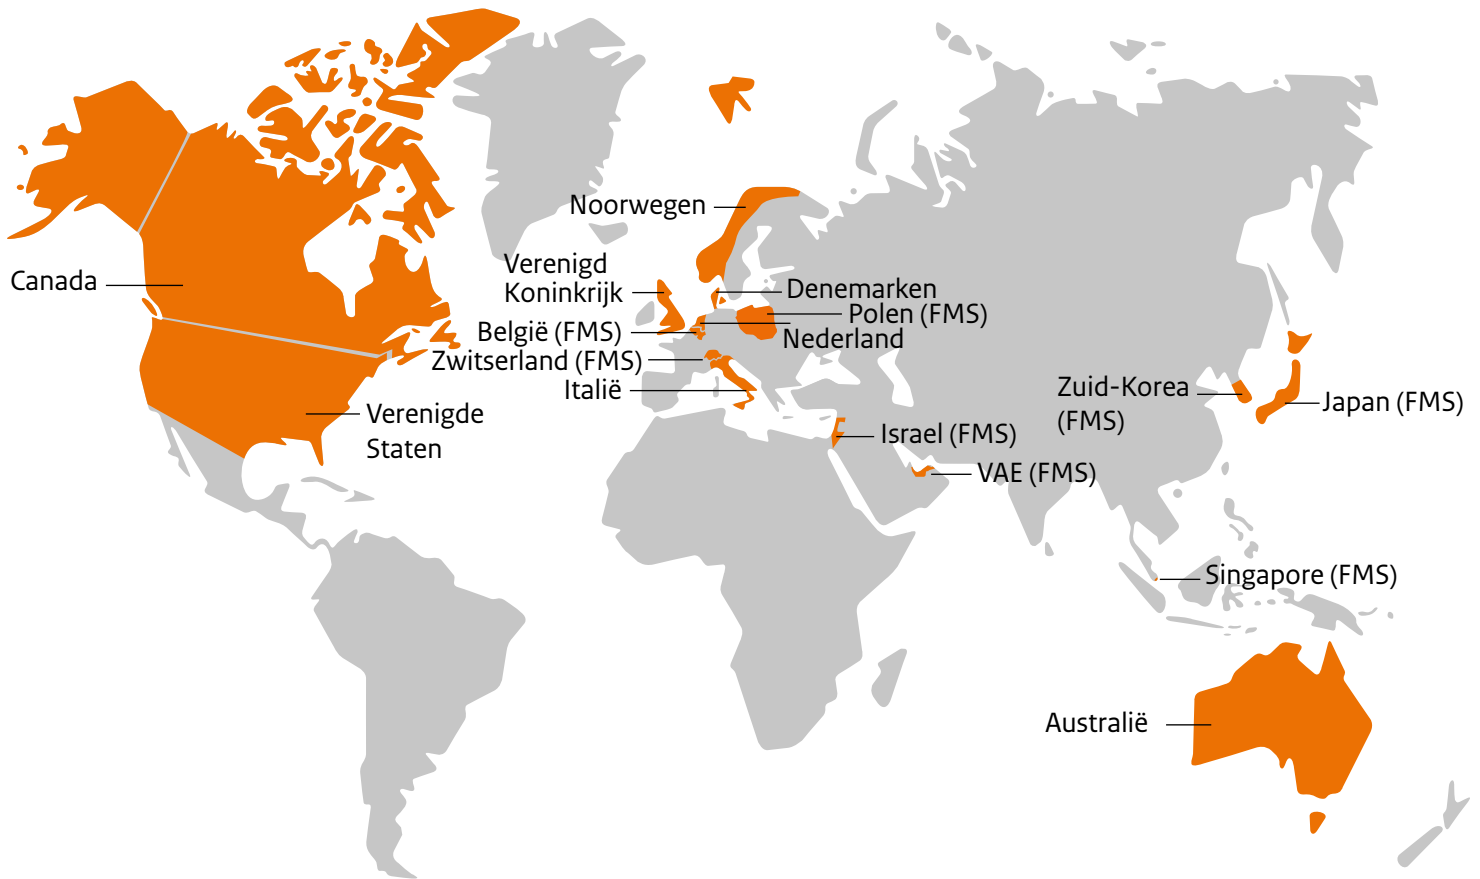 Noorwegen
Verenigd
Koninkrijk
Canada
Denemarken
Polen (FMS)
België (FMS)
Nederland
Zwitserland (FMS)
Italië
Verenigde
Staten
Zuid-Korea
(FMS)
Japan (FMS)
Israel (FMS)
VAE (FMS)
Singapore (FMS)
Australië